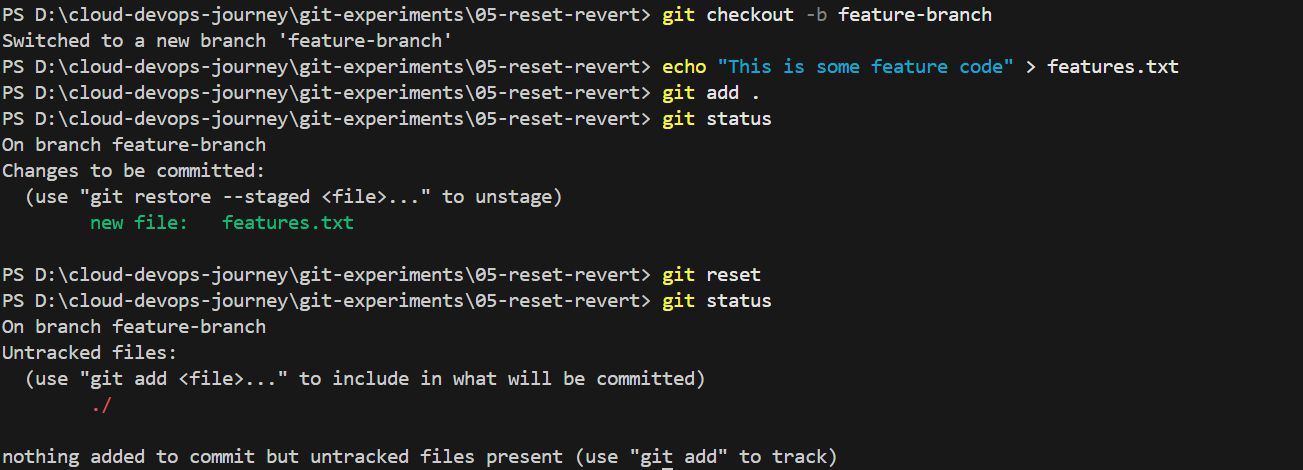 PS D:\cloud-devops-journey\git-experiments\05-reset-revert> git checkout -b feature-branch
Switched to a new branch 'feature-branch'
PS D:\cloud-devops-journey\git-experiments\05-reset-revert> echo "This is some feature code" > features.txt
PS D:\cloud-devops-journey\git-experiments\05-reset-revert> git add .
PS D:\cloud-devops-journey\git-experiments\05-reset-revert> git status
On branch feature-branch
Changes to be committed:
  (use "git restore --staged <file>..." to unstage)
        new file:   features.txt

PS D:\cloud-devops-journey\git-experiments\05-reset-revert> git reset
PS D:\cloud-devops-journey\git-experiments\05-reset-revert> git status
On branch feature-branch
Untracked files:
  (use "git add <file>..." to include in what will be committed)
        ./

nothing added to commit but untracked files present (use "git add" to track)